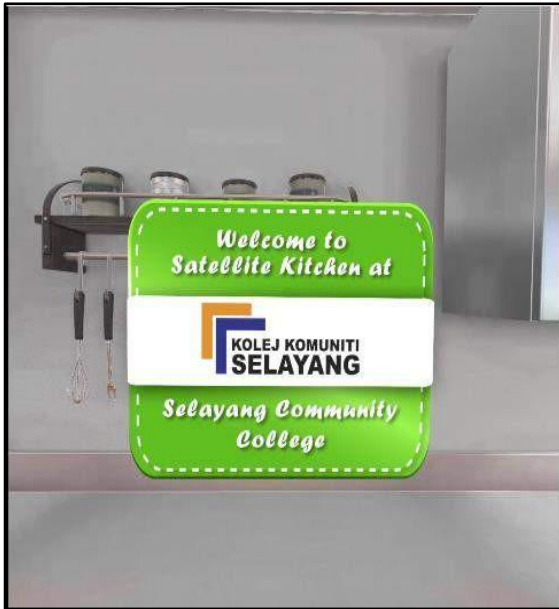 Welcome to
Satellite Kitchen at
KOLEJ KOMUNITI
SELAYANG
Selayang Community
College